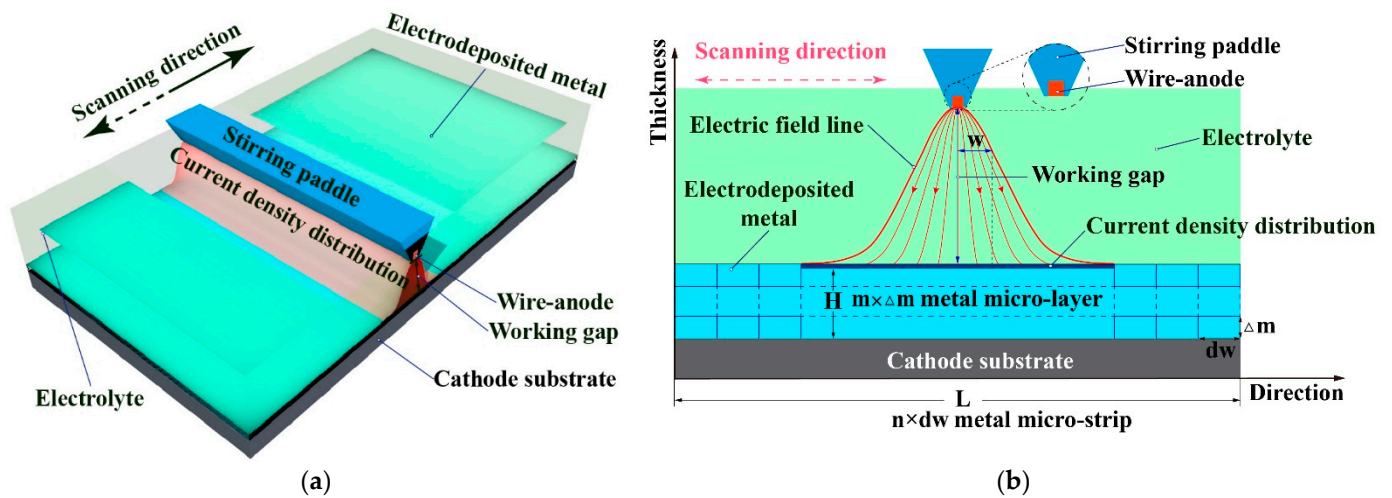 Electrodeposited metal
Scanning direction
Stirring paddle
Current density distribution
Wire-anode
Working gap
Cathode substrate
Electrolyte
(a)
Thickness
Scanning direction
Stirring paddle
Wire-anode
Electric field line
w
Electrolyte
Working gap
Electrodeposited
metal
Current density distribution
H
m×△m metal micro-layer
△m
dw
Cathode substrate
L
Direction
n×dw metal micro-strip
(b)